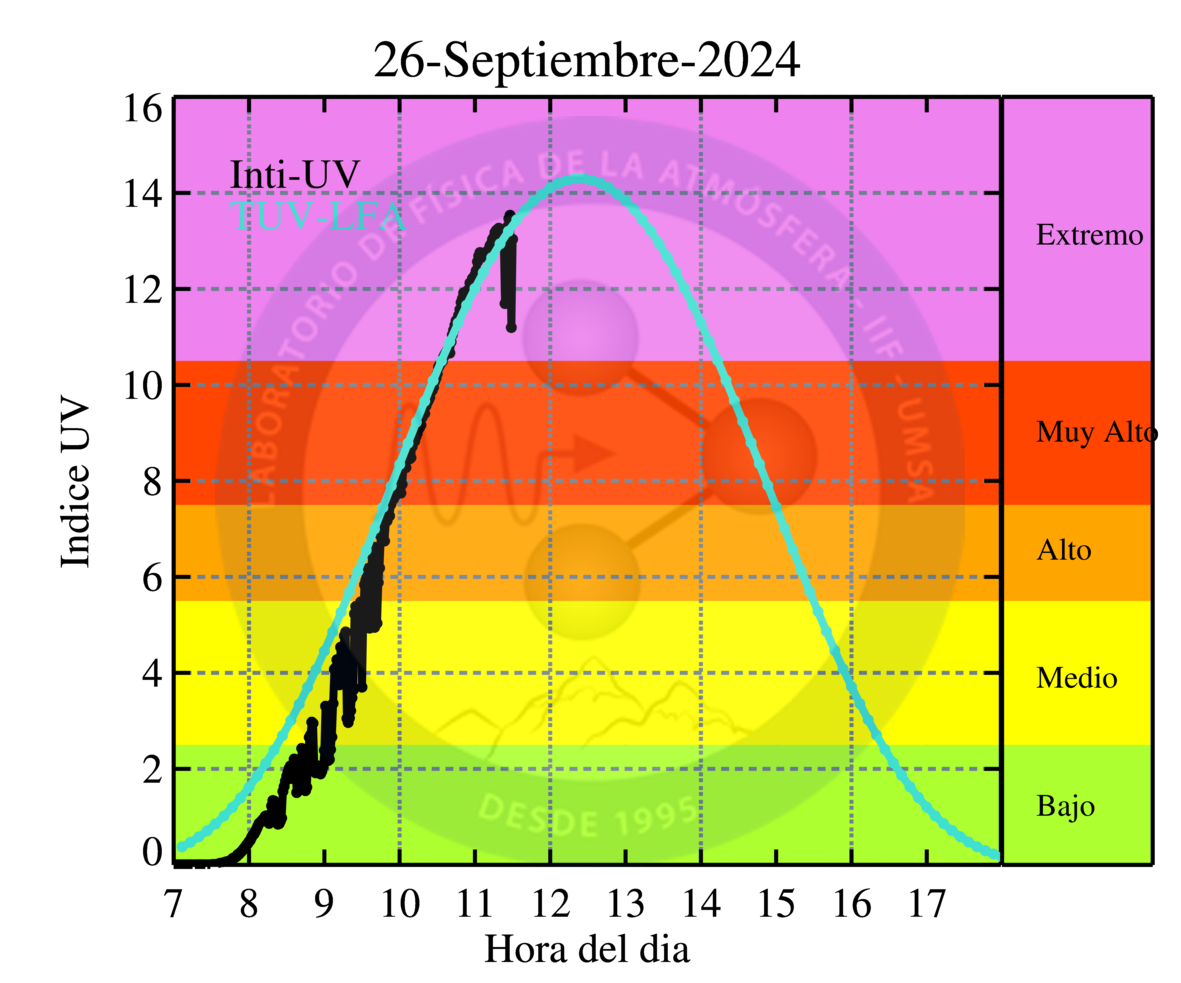 26-Septiembre-2024
16
14
12
10
8
6
4
2
0
Indice UV
Inti-UV
TUV-LFA
LABORATORIO DE FÍSICA DE LA ATMÓSFERA - IIF - UMSA
DESDE 1995
Extremo
Muy Alto
Alto
Medio
Bajo
7 8 9 10 11 12 13 14 15 16 17
Hora del dia